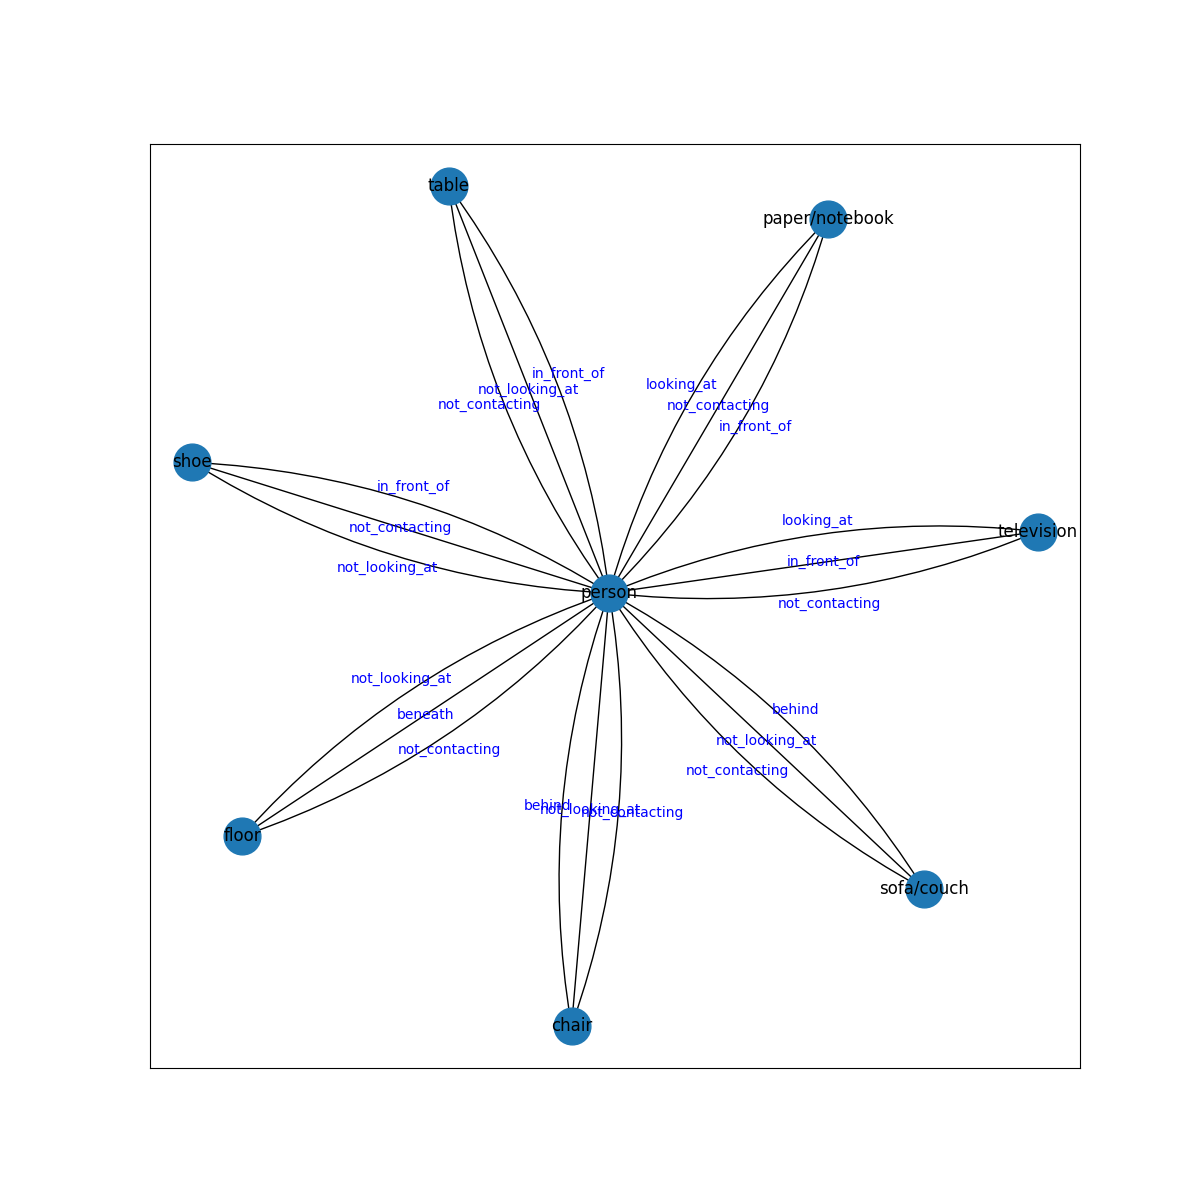 table
paper/notebook
in_front_of
looking_at
not_looking_at
not_contacting
not_contacting
in_front_of
shoe
in_front_of
looking_at
not_contacting
television
in_front_of
not_looking_at
person
not_contacting
not_looking_at
behind
beneath
not_looking_at
not_contacting
not_contacting
behind
not_looking_at
not_contacting
floor
sofa/couch
chair